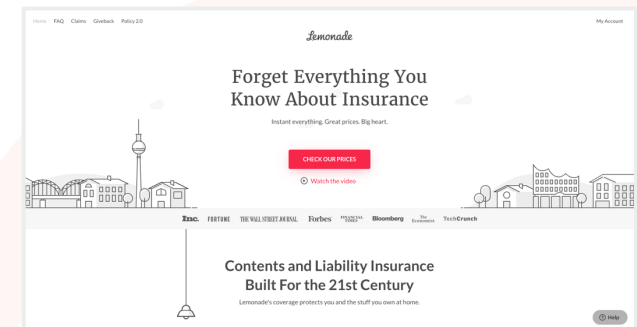 Home FAQ Claims Giveback Policy 2.0 My Account
Lemonade
Forget Everything You
Know About Insurance
Instant everything. Great prices. Big heart.
CHECK OUR PRICES
Watch the video
Inc. FORTUNE THE WALL STREET JOURNAL Forbes FINANCIAL TIMES Bloomberg The Economist TechCrunch
Contents and Liability Insurance
Built For the 21st Century
Lemonade's coverage protects you and the stuff you own at home.
Help